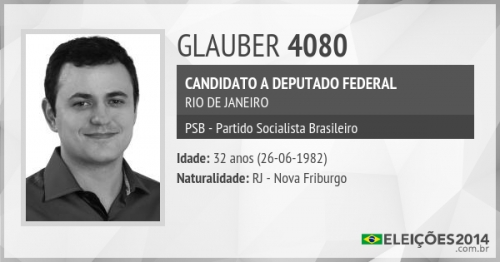 GLAUBER 4080
CANDIDATO A DEPUTADO FEDERAL
RIO DE JANEIRO
PSB - Partido Socialista Brasileiro
Idade: 32 anos (26-06-1982)
Naturalidade: RJ - Nova Friburgo
ELEIÇÕES2014
.com.br